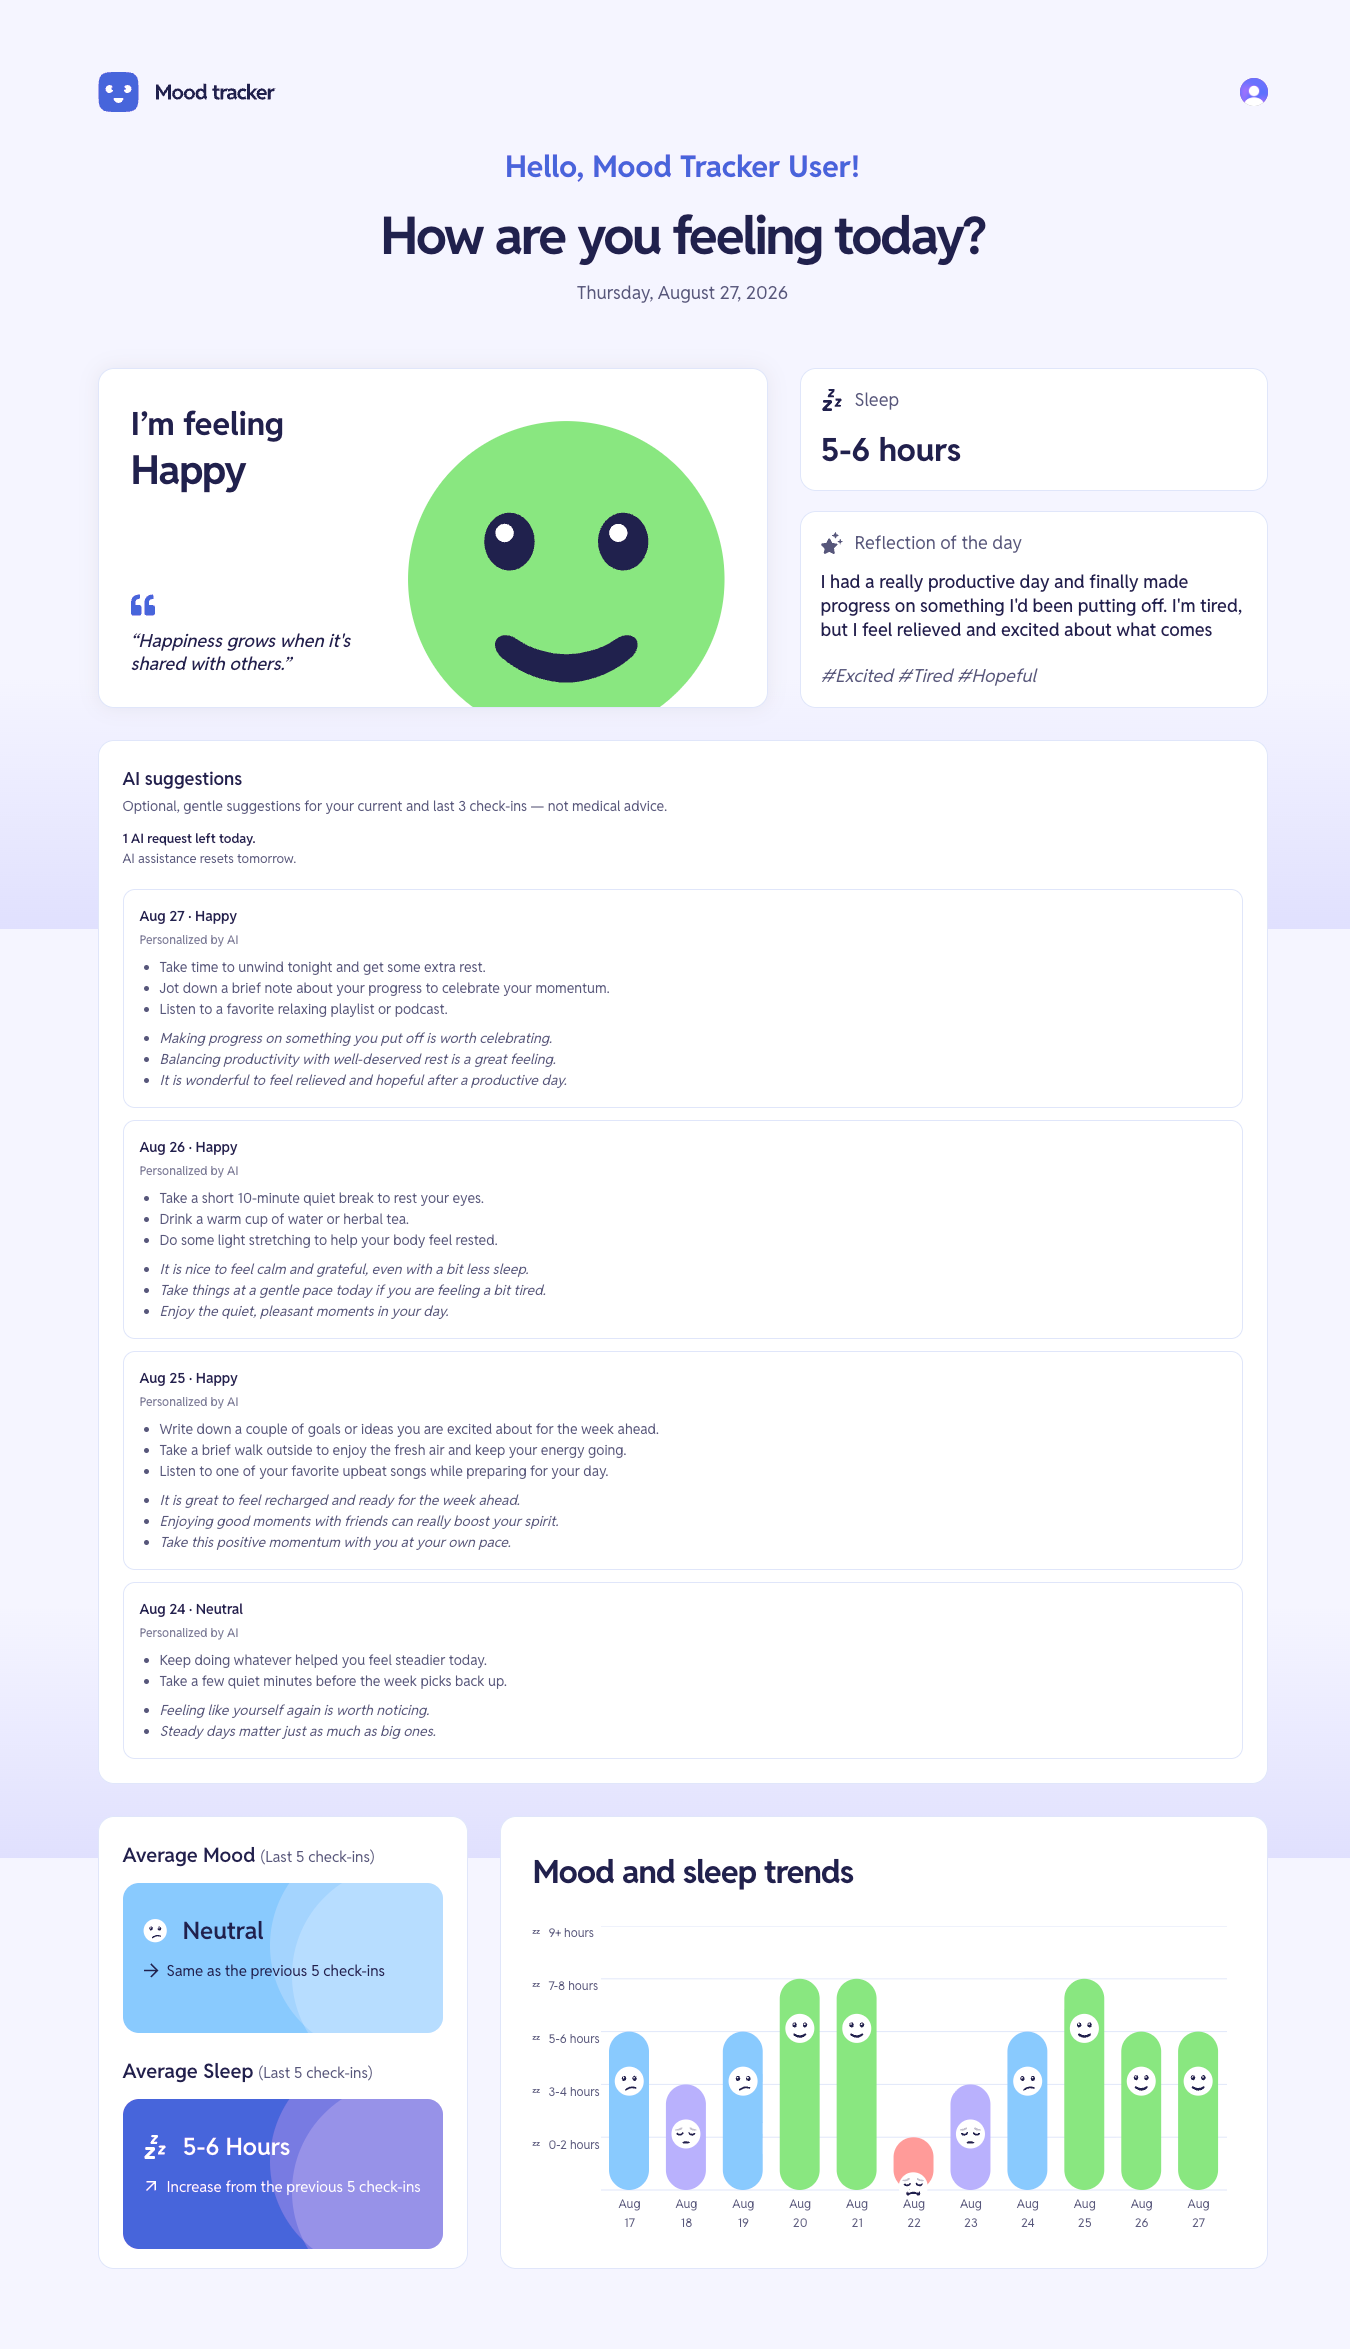 Mood tracker
Hello, Mood Tracker User!
How are you feeling today?
Thursday, August 27, 2026
I’m feeling
Happy
“Happiness grows when it's
shared with others.”
Sleep
5-6 hours
Reflection of the day
I had a really productive day and finally made
progress on something I'd been putting off. I'm tired,
but I feel relieved and excited about what comes
#Excited #Tired #Hopeful
AI suggestions
Optional, gentle suggestions for your current and last 3 check-ins — not medical advice.
1 AI request left today.
AI assistance resets tomorrow.
Aug 27 · Happy
Personalized by AI
• Take time to unwind tonight and get some extra rest.
• Jot down a brief note about your progress to celebrate your momentum.
• Listen to a favorite relaxing playlist or podcast.
• Making progress on something you put off is worth celebrating.
• Balancing productivity with well-deserved rest is a great feeling.
• It is wonderful to feel relieved and hopeful after a productive day.
Aug 26 · Happy
Personalized by AI
• Take a short 10-minute quiet break to rest your eyes.
• Drink a warm cup of water or herbal tea.
• Do some light stretching to help your body feel rested.
• It is nice to feel calm and grateful, even with a bit less sleep.
• Take things at a gentle pace today if you are feeling a bit tired.
• Enjoy the quiet, pleasant moments in your day.
Aug 25 · Happy
Personalized by AI
• Write down a couple of goals or ideas you are excited about for the week ahead.
• Take a brief walk outside to enjoy the fresh air and keep your energy going.
• Listen to one of your favorite upbeat songs while preparing for your day.
• It is great to feel recharged and ready for the week ahead.
• Enjoying good moments with friends can really boost your spirit.
• Take this positive momentum with you at your own pace.
Aug 24 · Neutral
Personalized by AI
• Keep doing whatever helped you feel steadier today.
• Take a few quiet minutes before the week picks back up.
• Feeling like yourself again is worth noticing.
• Steady days matter just as much as big ones.
Average Mood (Last 5 check-ins)
Neutral
Same as the previous 5 check-ins
Average Sleep (Last 5 check-ins)
5-6 Hours
Increase from the previous 5 check-ins
Mood and sleep trends
9+ hours
7-8 hours
5-6 hours
3-4 hours
0-2 hours
Aug 17
Aug 18
Aug 19
Aug 20
Aug 21
Aug 22
Aug 23
Aug 24
Aug 25
Aug 26
Aug 27